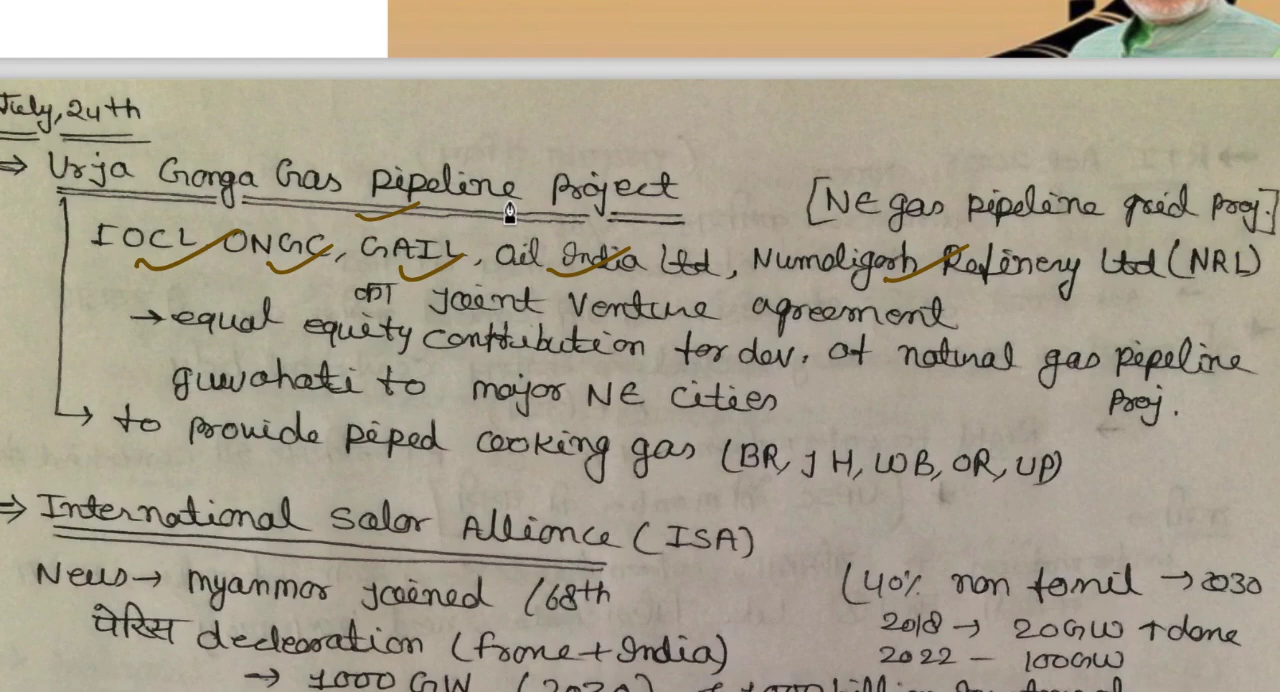 July, 24th
⇒ Urja Ganga Gas pipeline project
[NE gas pipeline grid proj.]
IOCL, ONGC, GAIL, Oil India Ltd, Numaligarh Refinery Ltd (NRL)
का joint venture agreement
→ equal equity contribution for dev. of natural gas pipeline
guwahati to major NE cities proj.
→ to provide piped cooking gas (BR, JH, WB, OR, UP)
⇒ International Solar Alliance (ISA)
News → Myanmar joined /68th
(40% non fossil → 2030
पेरिस decleoration (france + India)
2018 → 20GW ↑ done
2022 – 100GW
→ 1000 GW